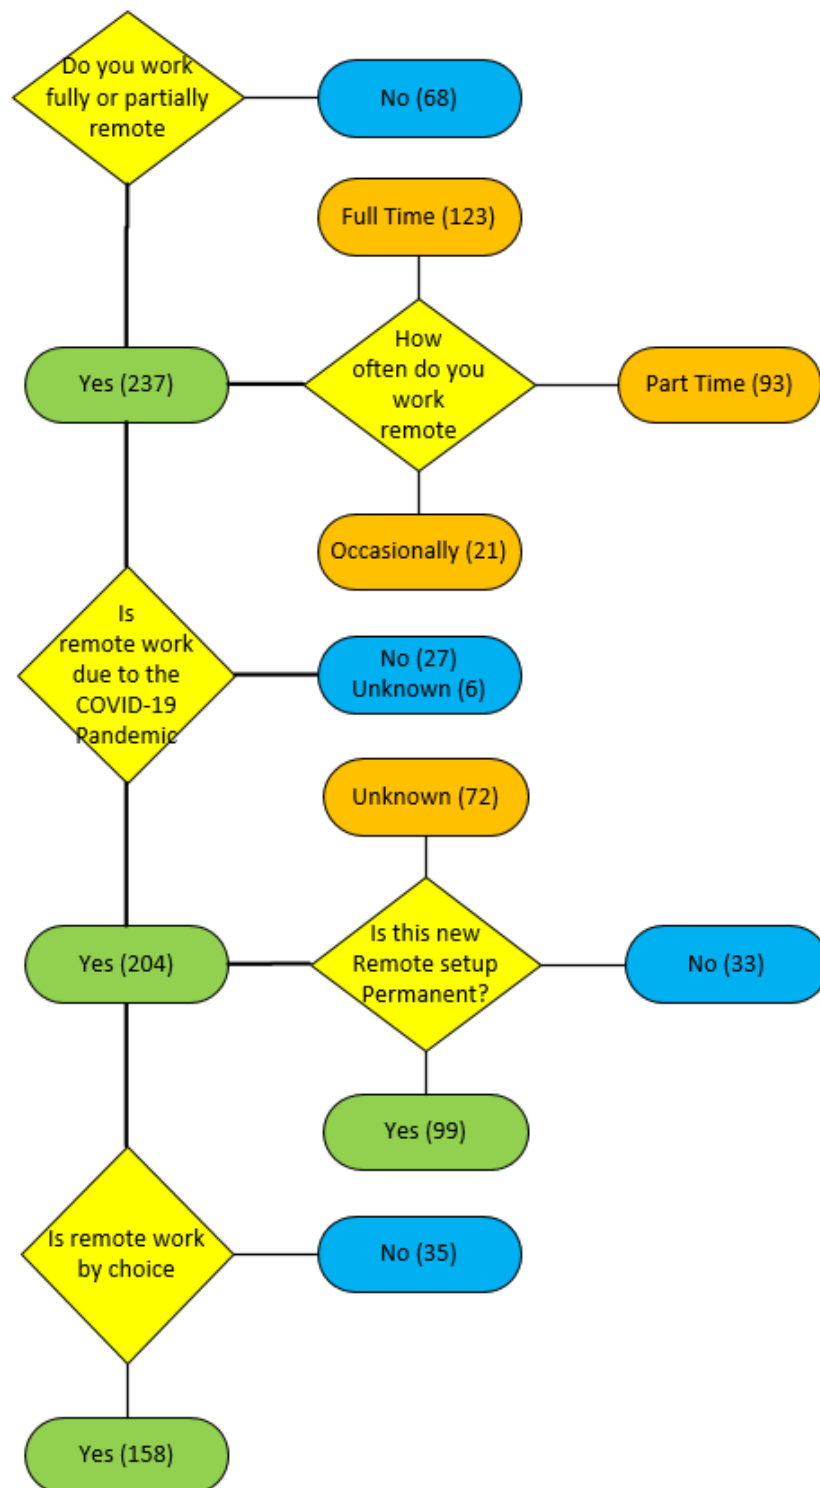 Do you work
fully or partially
remote
No (68)
Full Time (123)
How
often do you
work
remote
Yes (237)
Part Time (93)
Occasionally (21)
Is
remote work
due to the
COVID-19
Pandemic
No (27)
Unknown (6)
Unknown (72)
Yes (204)
Is this new
Remote setup
Permanent?
No (33)
Yes (99)
Is remote work
by choice
No (35)
Yes (158)